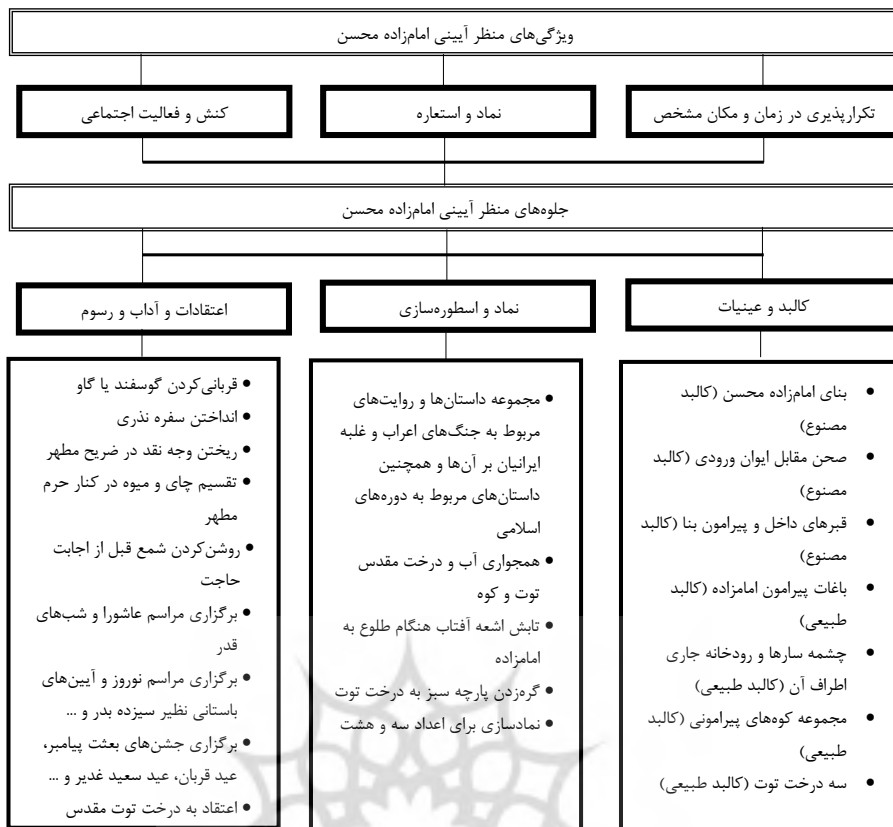 ویژگی‌های منظر آیینی امام‌زاده محسن
تکرارپذیری در زمان و مکان مشخص
نماد و استعاره
کنش و فعالیت اجتماعی
جلوه‌های منظر آیینی امام‌زاده محسن
کالبد و عینیات
نماد و اسطوره‌سازی
اعتقادات و آداب و رسوم
• بنای امام‌زاده محسن (کالبد
مصنوع)
• صحن مقابل ایوان ورودی (کالبد
مصنوع)
• قبرهای داخل و پیرامون بنا (کالبد
مصنوع)
• باغات پیرامون امامزاده (کالبد
طبیعی)
• چشمه سارها و رودخانه جاری
اطراف آن (کالبد طبیعی)
• مجموعه کوه‌های پیرامونی (کالبد
طبیعی)
• سه درخت توت (کالبد طبیعی)
• مجموعه داستان‌ها و روایت‌های
مربوط به جنگ‌های اعراب و غلبه
ایرانیان بر آن‌ها و همچنین
داستان‌های مربوط به دوره‌های
اسلامی
• همجواری آب و درخت مقدس
توت و کوه
• تابش اشعه آفتاب هنگام طلوع به
امامزاده
• گره‌زدن پارچه سبز به درخت توت
• نمادسازی برای اعداد سه و هشت
• قربانی‌کردن گوسفند یا گاو
• انداختن سفره نذری
• ریختن وجه نقد در ضریح مطهر
• تقسیم چای و میوه در کنار حرم
مطهر
• روشن‌کردن شمع قبل از اجابت
حاجت
• برگزاری مراسم عاشورا و شب‌های
قدر
• برگزاری مراسم نوروز و آیین‌های
باستانی نظیر سیزده بدر و ...
• برگزاری جشن‌های بعثت پیامبر،
عید قربان، عید سعید غدیر و ...
• اعتقاد به درخت توت مقدس